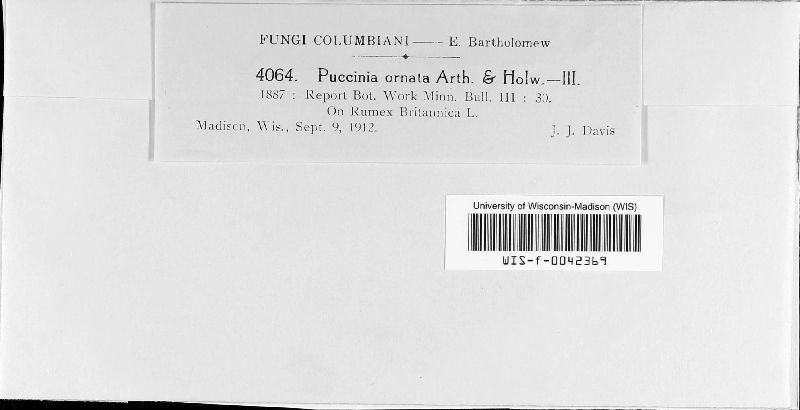 FUNGI COLUMBIANI — E. Bartholomew
4064. Puccinia ornata Arth. & Holw.—III.
1887 : Report Bot. Work Minn. Bull. III : 30.
On Rumex Britannica L.
Madison, Wis., Sept. 9, 1912. J. J. Davis
University of Wisconsin-Madison (WIS)
WIS-f-0042369